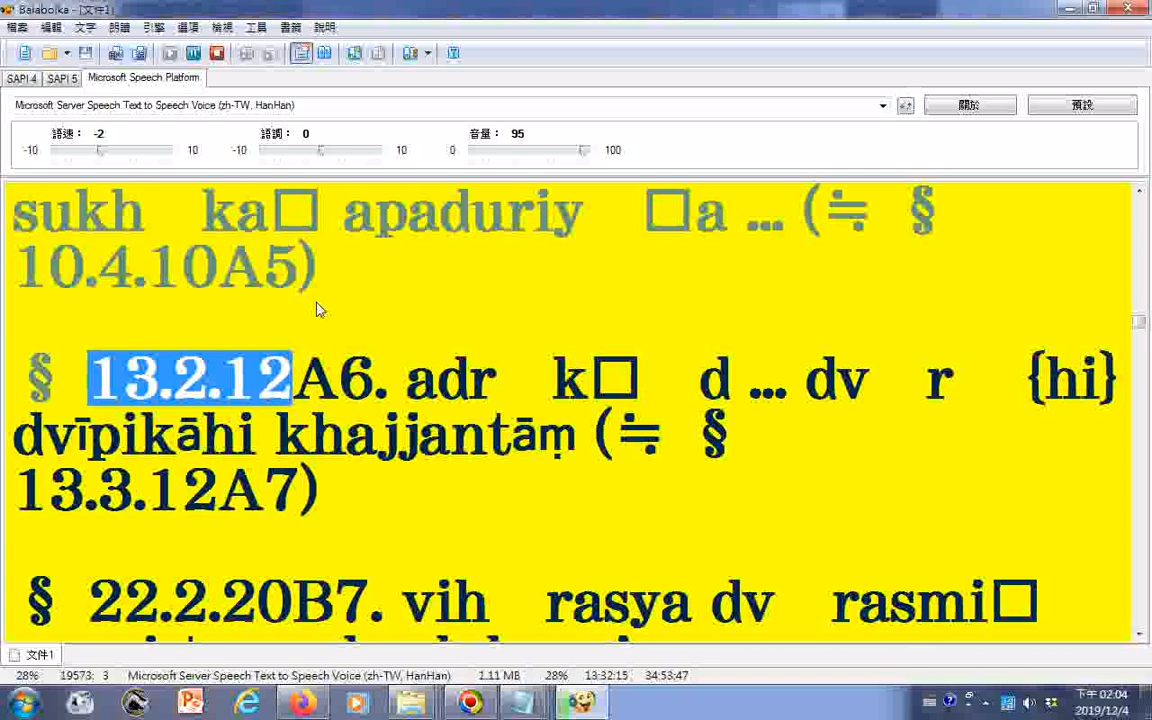 Balabolka - [文件1]
檔案 編輯 文字 朗讀 引擎 選項 檢視 工具 書籤 說明
SAPI 4 SAPI 5 Microsoft Speech Platform
Microsoft Server Speech Text to Speech Voice (zh-TW, HanHan) 關於 預設
語速： -2 語調： 0 音量： 95
-10 10 -10 10 0 100
sukh ka□ apaduriy □a ... (≒ §
10.4.10A5)
§ 13.2.12A6. adr k□ d ... dv r {hi}
dvīpikāhi khajjantāṃ (≒ §
13.3.12A7)
§ 22.2.20B7. vih rasya dv rasmi□
文件1
28% 19573: 3 Microsoft Server Speech Text to Speech Voice (zh-TW, HanHan) 1.11 MB 28% 13:32:15 34:53:47
下午 02:04
2019/12/4